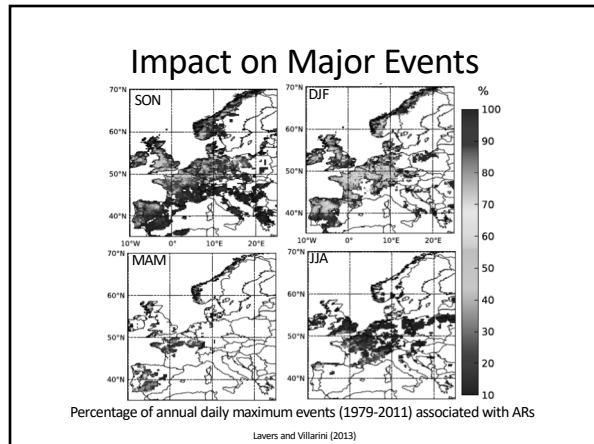 Impact on Major Events
SON
70°N
60°N
50°N
40°N
10°W 0° 10°E 20°E
DJF
70°N
60°N
50°N
40°N
10°W 0° 10°E 20°E
MAM
70°N
60°N
50°N
40°N
JJA
70°N
60°N
50°N
40°N
%
100
90
80
70
60
50
40
30
20
10
Percentage of annual daily maximum events (1979-2011) associated with ARs
Lavers and Villarini (2013)